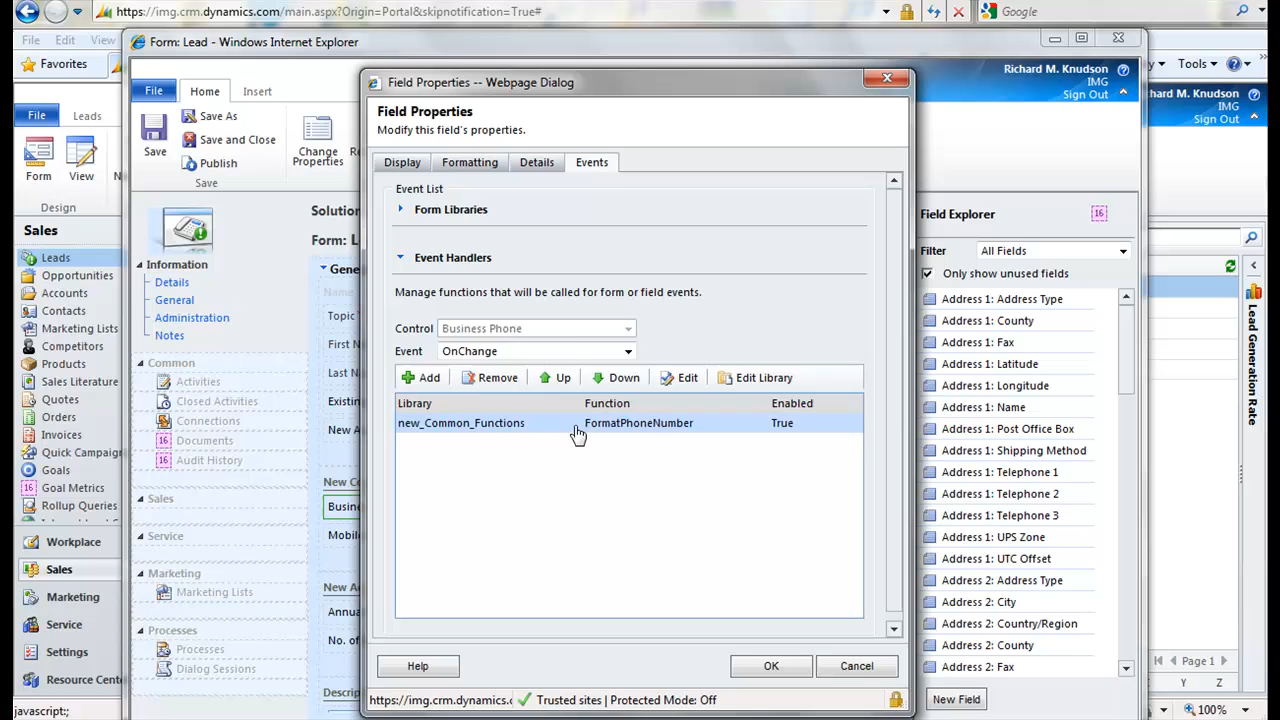 https://img.crm.dynamics.com/main.aspx?Origin=Portal&skipnotification=True#
Google
File Edit View
Form: Lead - Windows Internet Explorer
Favorites
Tools
Field Properties -- Webpage Dialog
Richard M. Knudson
IMG
Sign Out
Richard M. Knudson
IMG
Sign Out
File Home Insert
File Leads
Save
Save As
Save and Close
Publish
Save
Change
Properties
Form View
Design
Field Properties
Modify this field's properties.
Display Formatting Details Events
Event List
Form Libraries
Event Handlers
Manage functions that will be called for form or field events.
Control Business Phone
Event OnChange
Add Remove Up Down Edit Edit Library
Library Function Enabled
new_Common_Functions FormatPhoneNumber True
Help OK Cancel
https://img.crm.dynamics.c
Trusted sites | Protected Mode: Off
Sales
Leads
Opportunities
Accounts
Contacts
Marketing Lists
Competitors
Products
Sales Literature
Quotes
Orders
Invoices
Quick Campaign
Goals
Goal Metrics
Rollup Queries
Workplace
Sales
Marketing
Service
Settings
Resource Cent
javascript:;
Information
Details
General
Administration
Notes
Common
Activities
Closed Activities
Connections
Documents
Audit History
Sales
Service
Marketing
Marketing Lists
Processes
Processes
Dialog Sessions
Solution
Form: L
Gene
Name
Topic
First N
Last N
Existin
New A
New Co
Busine
Mobile
New Ac
Annua
No. of
Descrip
Field Explorer
16
Filter All Fields
Only show unused fields
Address 1: Address Type
Address 1: County
Address 1: Fax
Address 1: Latitude
Address 1: Longitude
Address 1: Name
Address 1: Post Office Box
Address 1: Shipping Method
Address 1: Telephone 1
Address 1: Telephone 2
Address 1: Telephone 3
Address 1: UPS Zone
Address 1: UTC Offset
Address 2: Address Type
Address 2: City
Address 2: Country/Region
Address 2: County
Address 2: Fax
New Field
Lead Generation Rate
Page 1
Y Z
100%